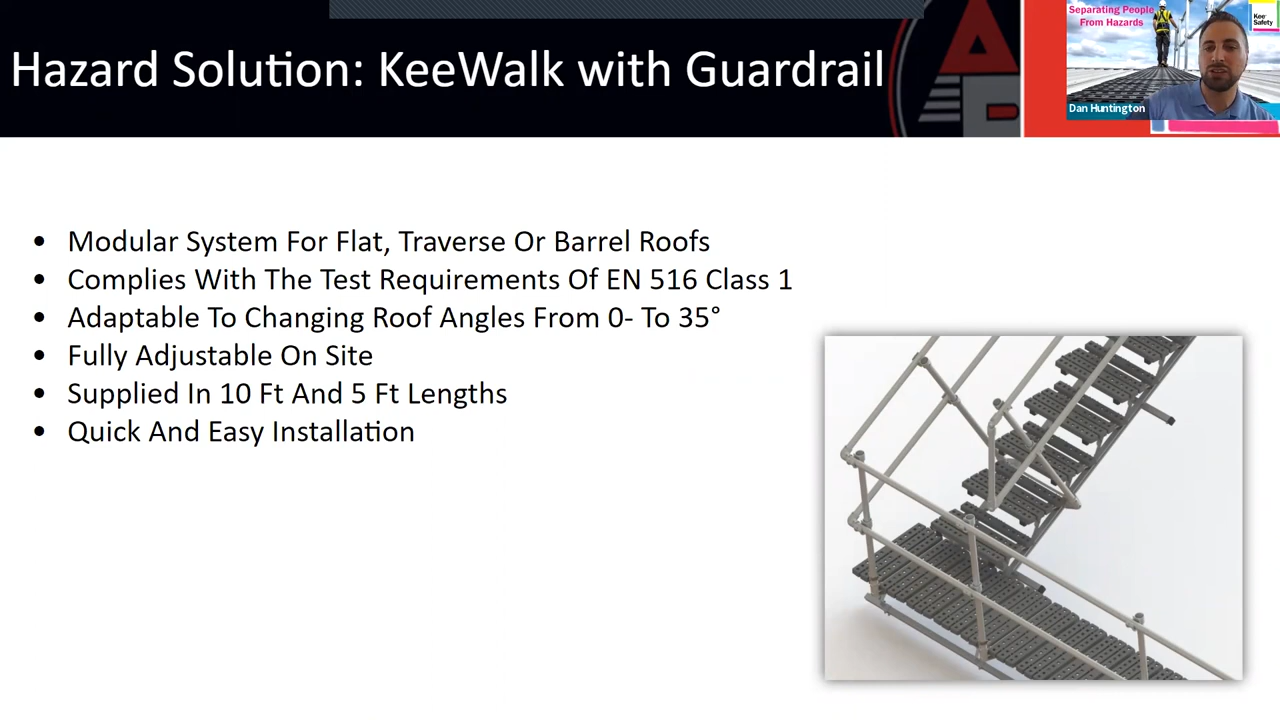 Hazard Solution: KeeWalk with Guardrail
Separating People
From Hazards
Kee
Safety
Dan Huntington
• Modular System For Flat, Traverse Or Barrel Roofs
• Complies With The Test Requirements Of EN 516 Class 1
• Adaptable To Changing Roof Angles From 0- To 35°
• Fully Adjustable On Site
• Supplied In 10 Ft And 5 Ft Lengths
• Quick And Easy Installation